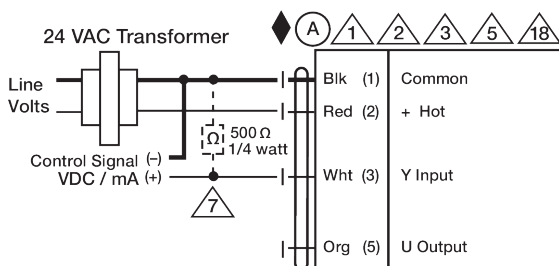 24 VAC Transformer
A 1 2 3 5 18
Line
Volts
Blk (1) Common
Red (2) + Hot
Ω 500 Ω
1/4 watt
Control Signal (-)
VDC / mA (+)
Wht (3) Y Input
7
Org (5) U Output